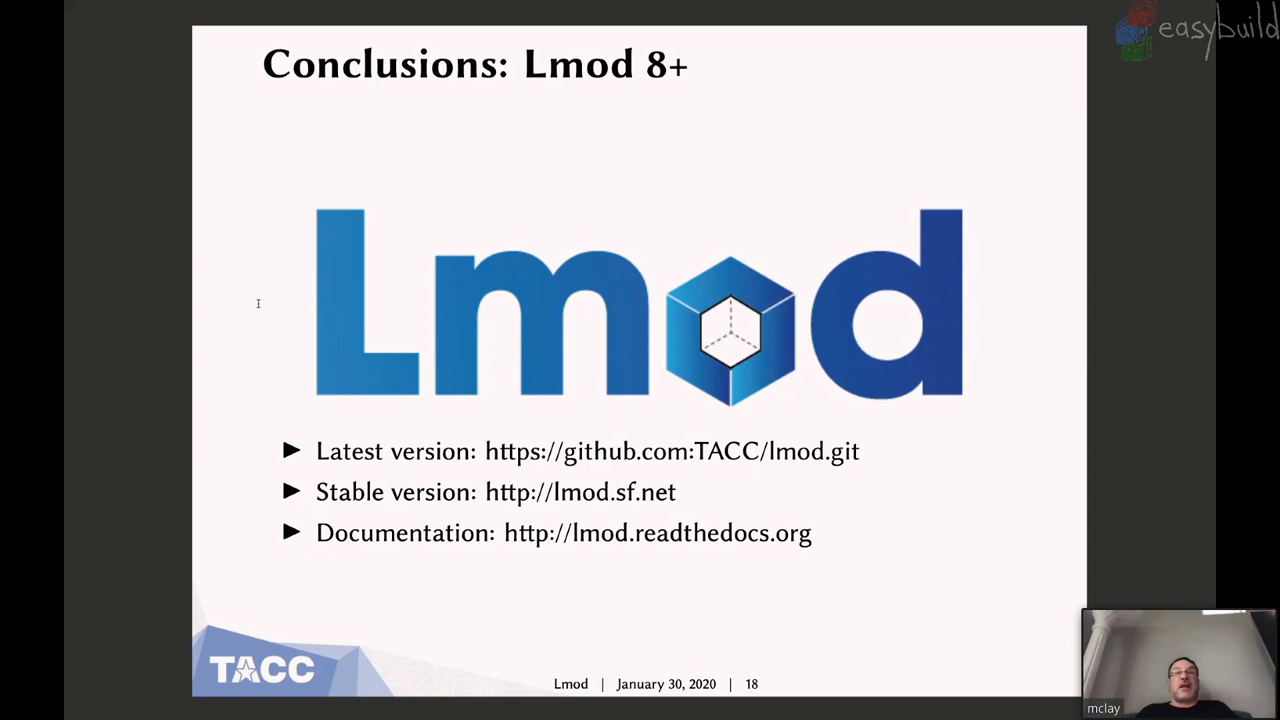 easybuild
Conclusions: Lmod 8+
Lmod
▶ Latest version: https://github.com:TACC/lmod.git
▶ Stable version: http://lmod.sf.net
▶ Documentation: http://lmod.readthedocs.org
TACC
Lmod | January 30, 2020 | 18
mclay